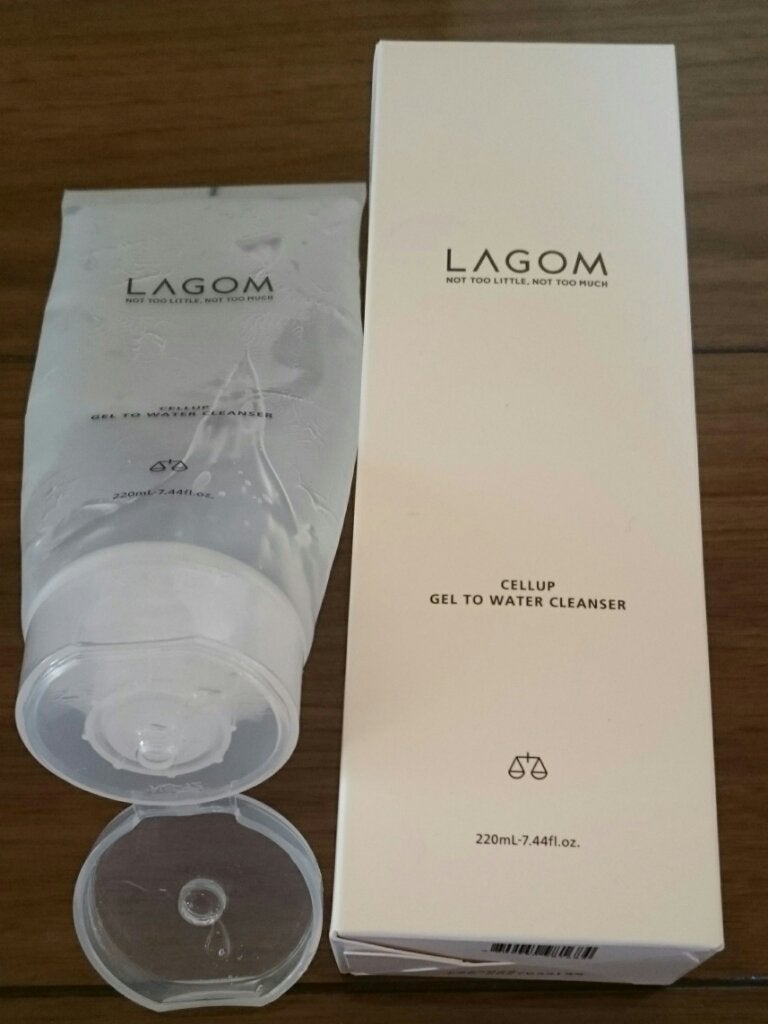 LAGOM
NOT TOO LITTLE, NOT TOO MUCH
CELLUP
GEL TO WATER CLEANSER
220mL·7.44fl.oz.
LAGOM
NOT TOO LITTLE, NOT TOO MUCH
CELLUP
GEL TO WATER CLEANSER
220mL·7.44fl.oz.